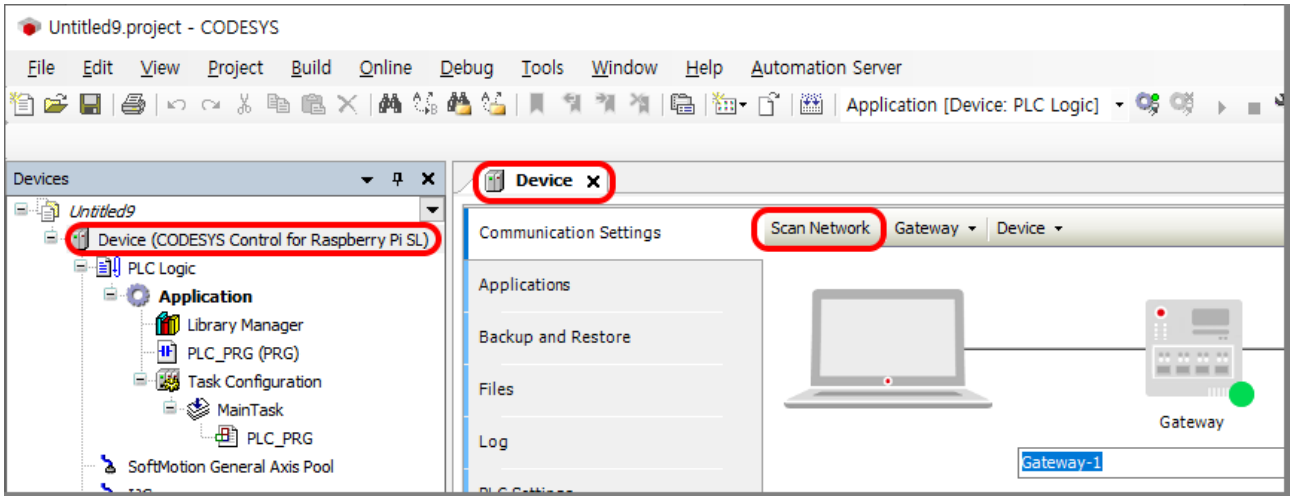 Untitled9.project - CODESYS
File Edit View Project Build Online Debug Tools Window Help Automation Server
Application [Device: PLC Logic]
Devices
Untitled9
Device (CODESYS Control for Raspberry Pi SL)
PLC Logic
Application
Library Manager
PLC_PRG (PRG)
Task Configuration
MainTask
PLC_PRG
SoftMotion General Axis Pool
Device
Communication Settings
Applications
Backup and Restore
Files
Log
PLC Settings
Scan Network Gateway Device
Gateway
Gateway-1